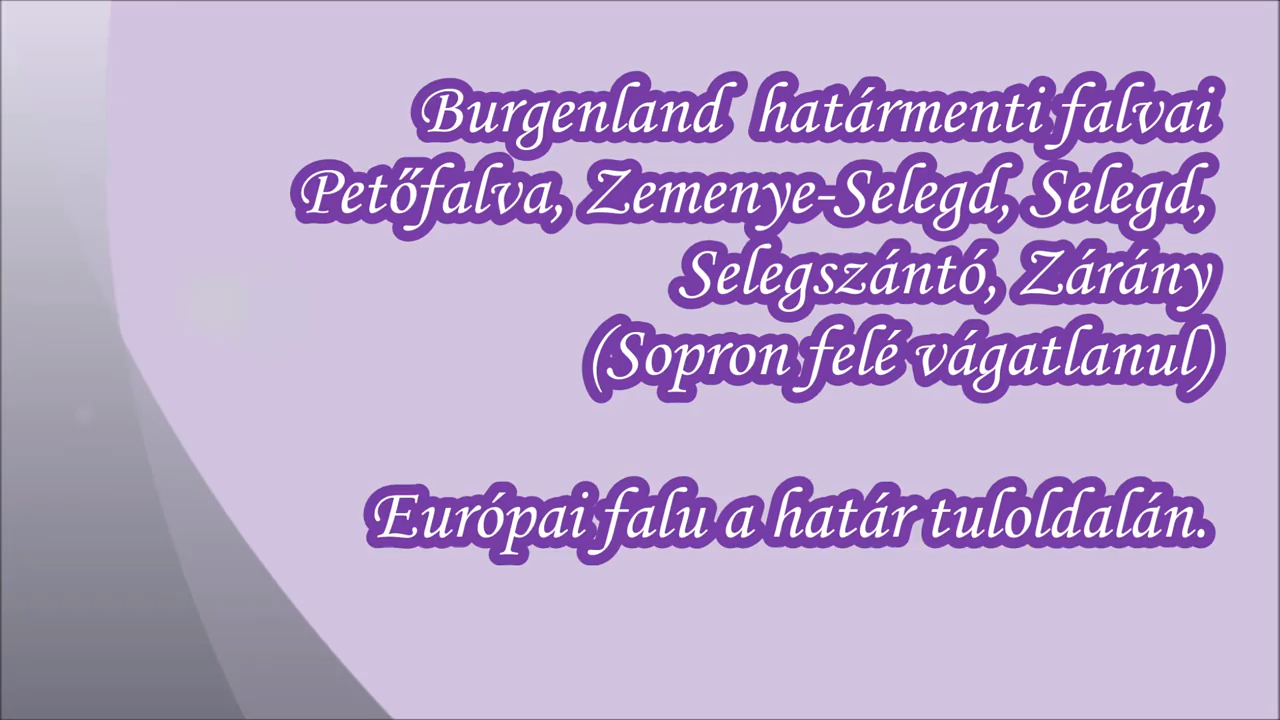 Burgenland határmenti falvai
Petőfalva, Zemenye-Selegd, Selegd,
Selegszántó, Zárány
(Sopron felé vágatlanul)
Európai falu a határ tuloldalán.